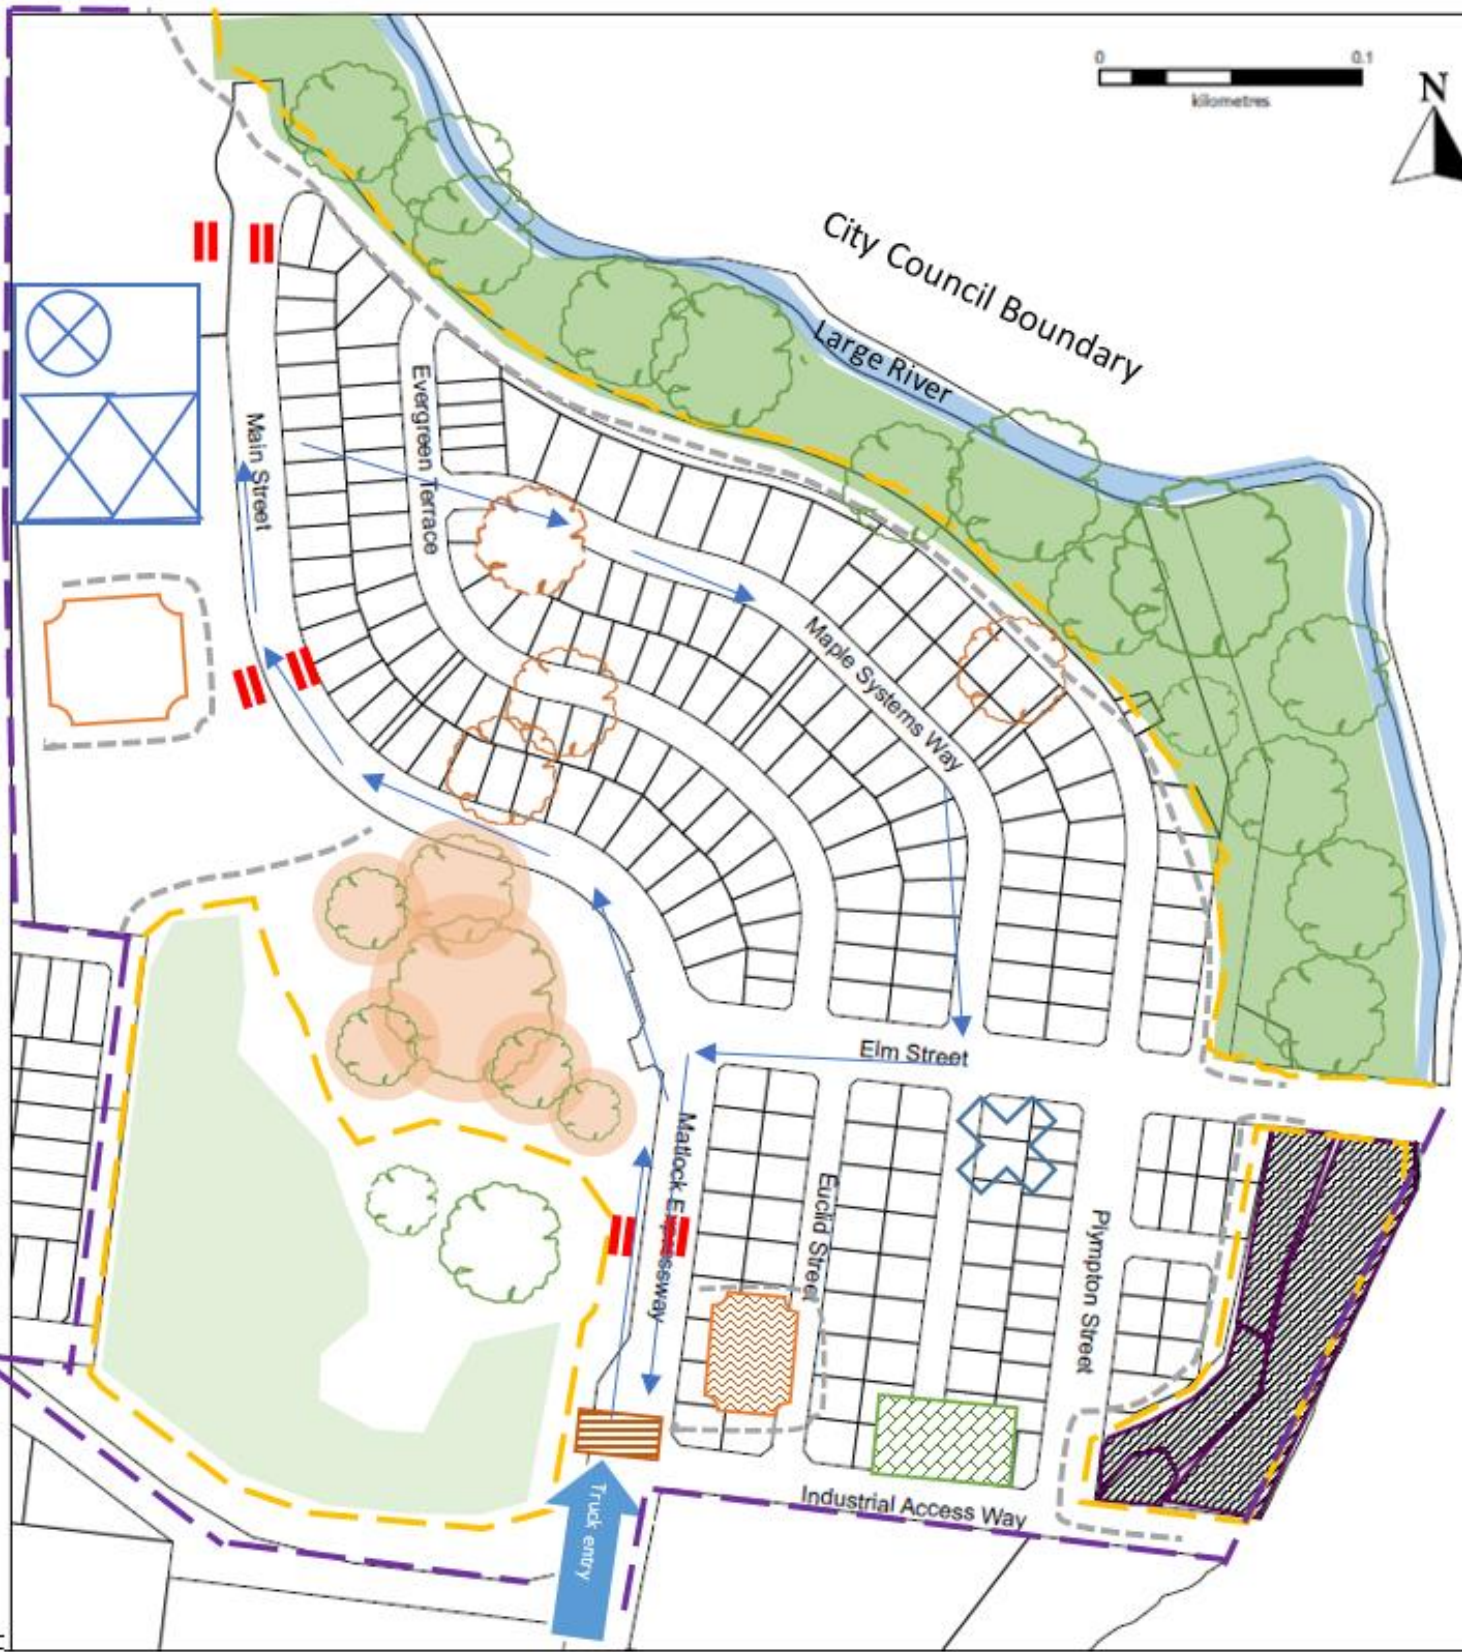 0 0.1
kilometres
N
City Council Boundary
Large River
Evergreen Terrace
Main Street
Maple Systems Way
Elm Street
Matlock Expressway
Euclid Street
Plympton Street
Industrial Access Way
Truck entry